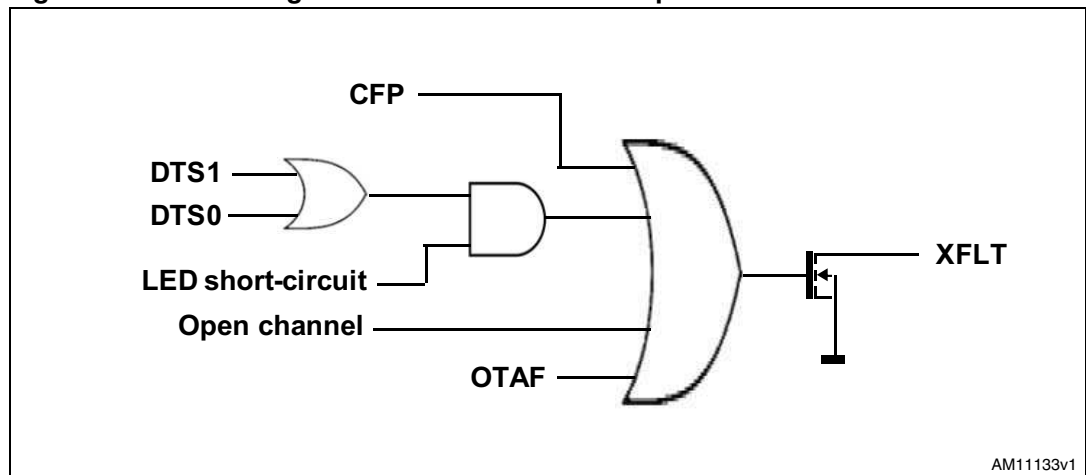 CFP
DTS1
DTS0
LED short-circuit
Open channel
OTAF
XFLT
AM11133v1